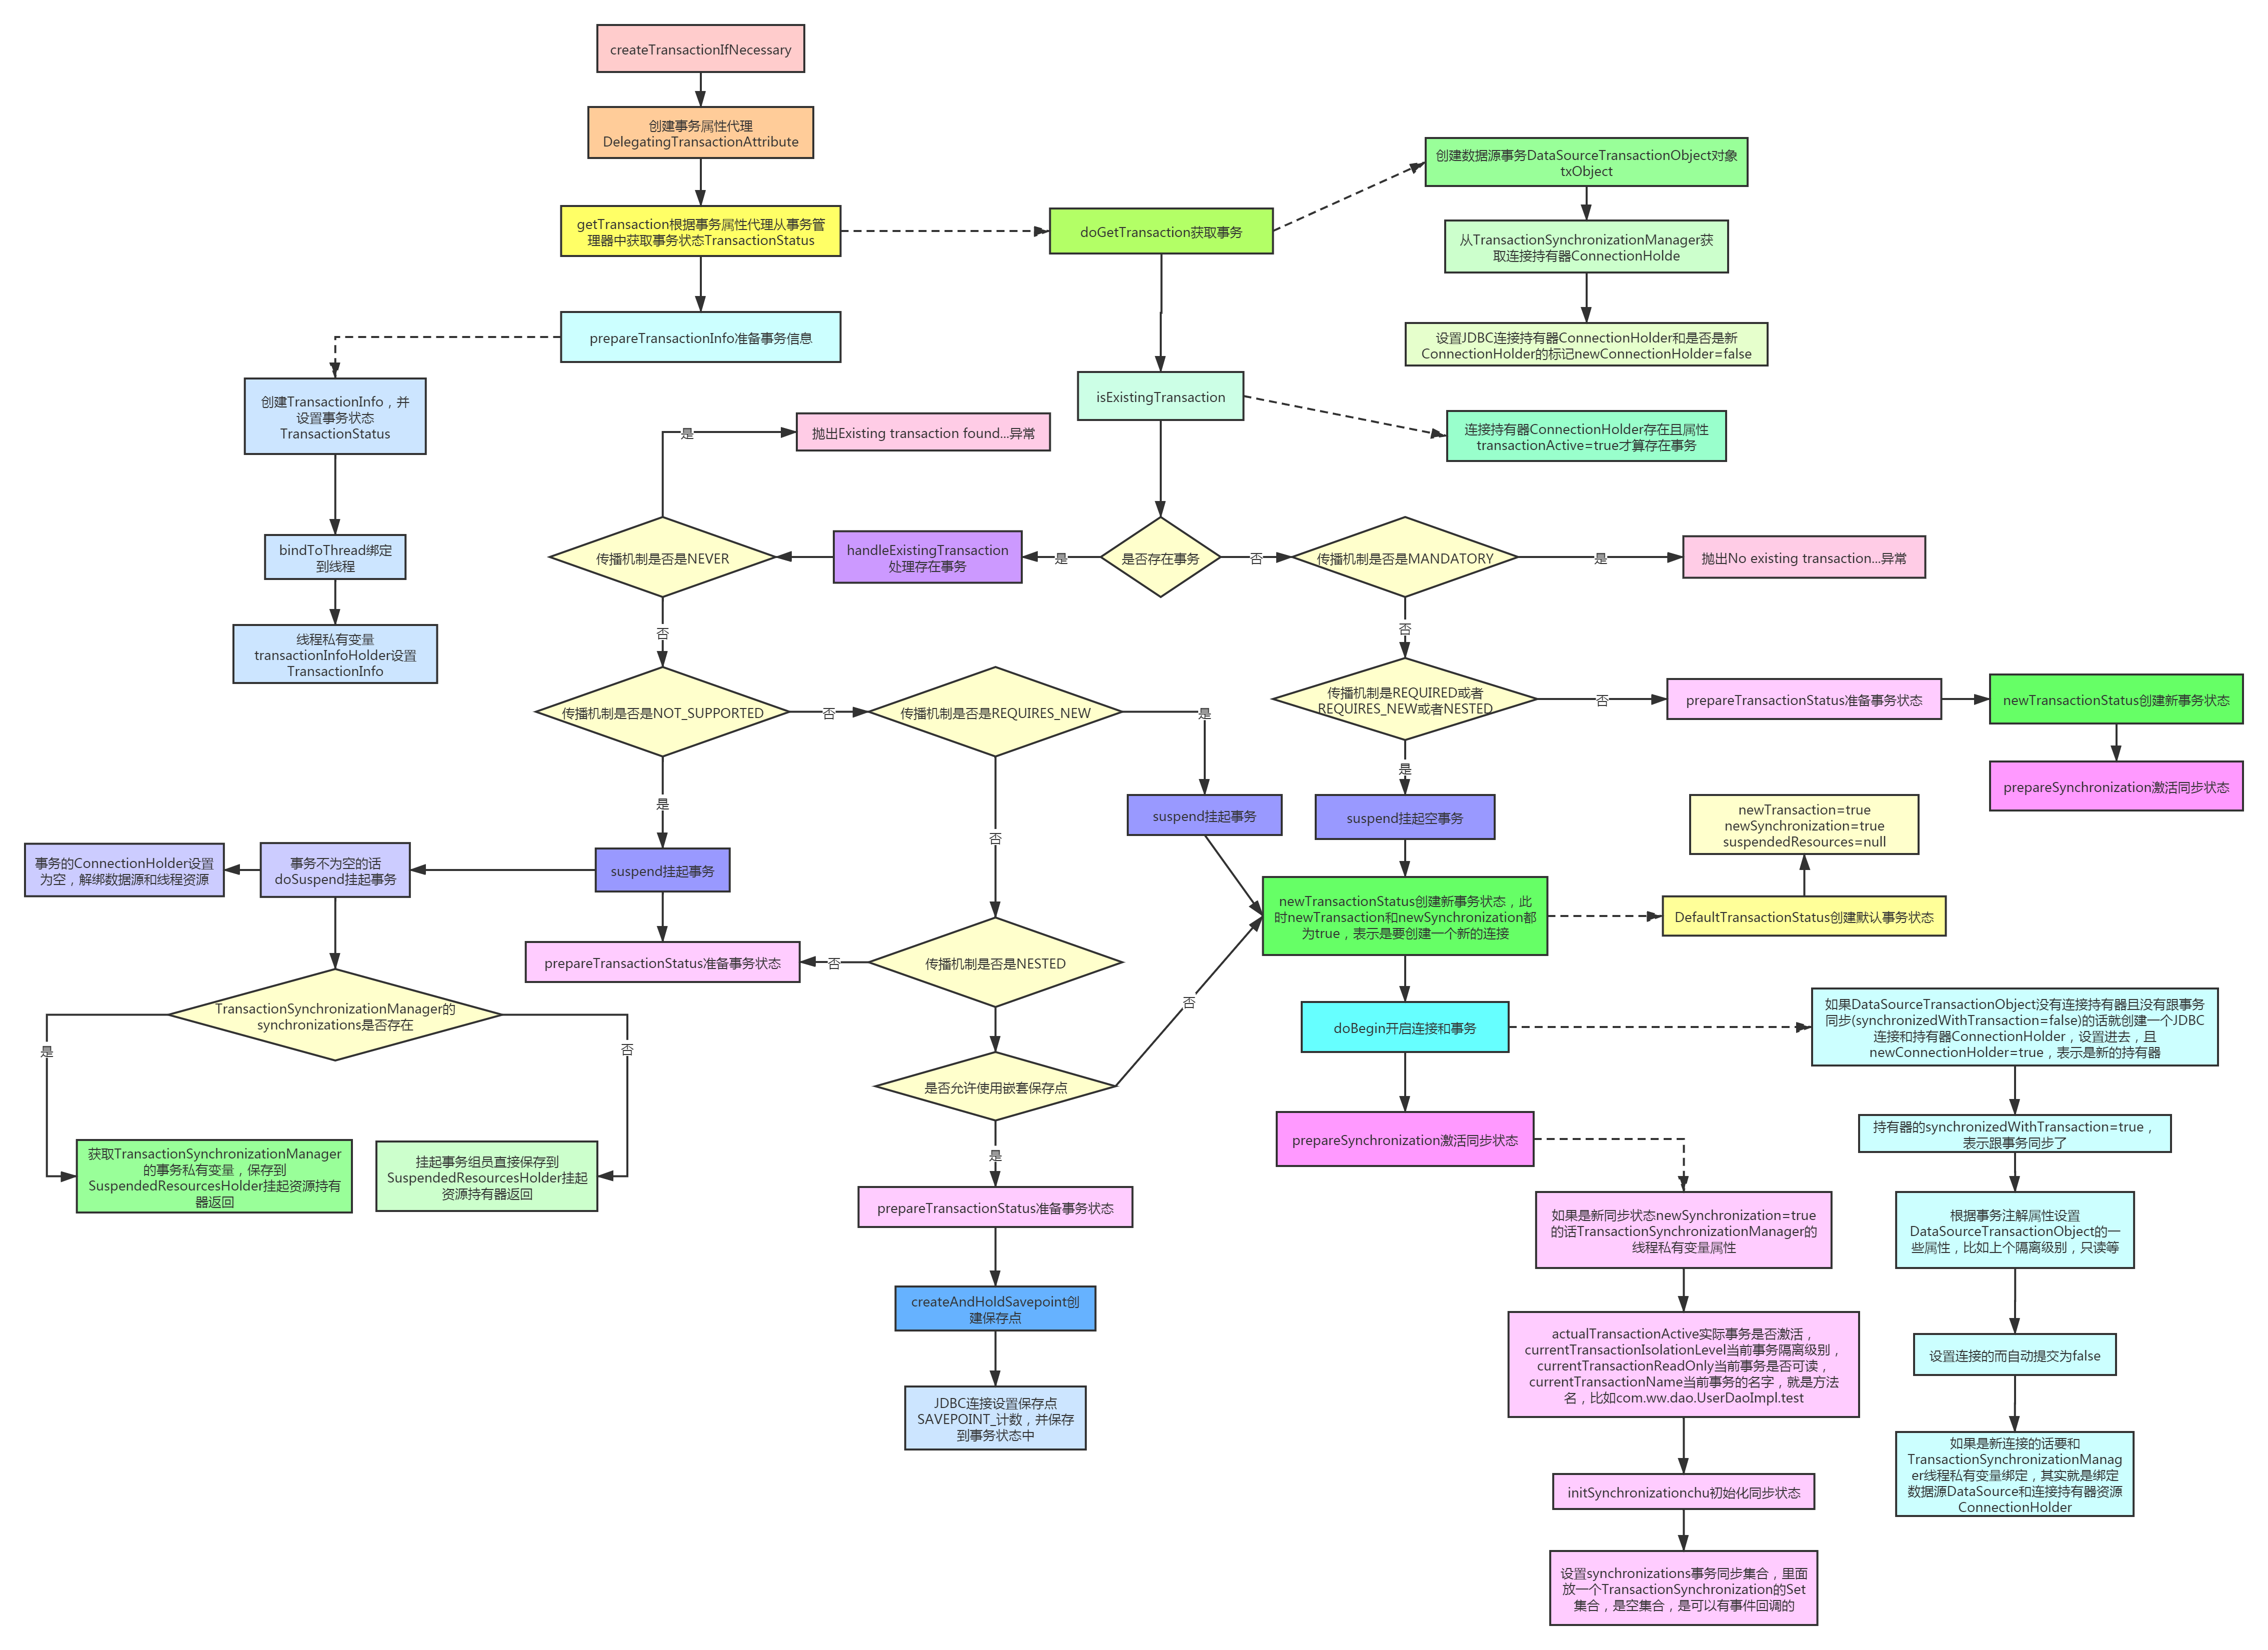 createTransactionIfNecessary
创建事务属性代理
DelegatingTransactionAttribute
getTransaction根据事务属性代理从事务管
理器中获取事务状态TransactionStatus
doGetTransaction获取事务
创建数据源事务DataSourceTransactionObject对象
txObject
从TransactionSynchronizationManager获
取连接持有器ConnectionHolde
设置JDBC连接持有器ConnectionHolder和是否是新
ConnectionHolder的标记newConnectionHolder=false
prepareTransactionInfo准备事务信息
创建TransactionInfo，并
设置事务状态
TransactionStatus
bindToThread绑定
到线程
线程私有变量
transactionInfoHolder设置
TransactionInfo
isExistingTransaction
连接持有器ConnectionHolder存在且属性
transactionActive=true才算存在事务
是
抛出Existing transaction found...异常
传播机制是否是NEVER
handleExistingTransaction
处理存在事务
是
是否存在事务
否
传播机制是否是MANDATORY
是
抛出No existing transaction...异常
否
否
传播机制是否是NOT_SUPPORTED
否
传播机制是否是REQUIRES_NEW
是
传播机制是REQUIRED或者
REQUIRES_NEW或者NESTED
否
prepareTransactionStatus准备事务状态
newTransactionStatus创建新事务状态
prepareSynchronization激活同步状态
是
是
否
suspend挂起事务
suspend挂起空事务
newTransaction=true
newSynchronization=true
suspendedResources=null
事务的ConnectionHolder设置
为空，解绑数据源和线程资源
事务不为空的话
doSuspend挂起事务
suspend挂起事务
newTransactionStatus创建新事务状态，此
时newTransaction和newSynchronization都
为true，表示是要创建一个新的连接
DefaultTransactionStatus创建默认事务状态
prepareTransactionStatus准备事务状态
否
传播机制是否是NESTED
否
TransactionSynchronizationManager的
synchronizations是否存在
是
否
doBegin开启连接和事务
如果DataSourceTransactionObject没有连接持有器且没有跟事务
同步(synchronizedWithTransaction=false)的话就创建一个JDBC
连接和持有器ConnectionHolder，设置进去，且
newConnectionHolder=true，表示是新的持有器
是否允许使用嵌套保存点
是
prepareSynchronization激活同步状态
持有器的synchronizedWithTransaction=true，
表示跟事务同步了
获取TransactionSynchronizationManager
的事务私有变量，保存到
SuspendedResourcesHolder挂起资源持有
器返回
挂起事务组员直接保存到
SuspendedResourcesHolder挂起
资源持有器返回
prepareTransactionStatus准备事务状态
如果是新同步状态newSynchronization=true
的话TransactionSynchronizationManager的
线程私有变量属性
根据事务注解属性设置
DataSourceTransactionObject的一
些属性，比如上个隔离级别，只读等
createAndHoldSavepoint创
建保存点
actualTransactionActive实际事务是否激活，
currentTransactionIsolationLevel当前事务隔离级别，
currentTransactionReadOnly当前事务是否可读，
currentTransactionName当前事务的名字，就是方法
名，比如com.ww.dao.UserDaoImpl.test
设置连接的而自动提交为false
JDBC连接设置保存点
SAVEPOINT_计数，并保存
到事务状态中
如果是新连接的话要和
TransactionSynchronizationManag
er线程私有变量绑定，其实就是绑定
数据源DataSource和连接持有器资源
ConnectionHolder
initSynchronizationchu初始化同步状态
设置synchronizations事务同步集合，里面
放一个TransactionSynchronization的Set
集合，是空集合，是可以有事件回调的